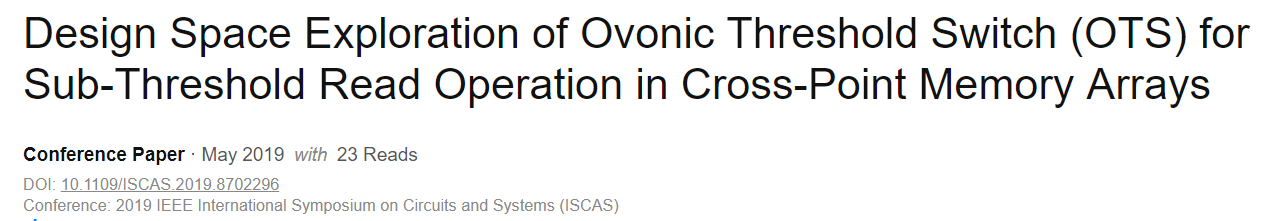 Design Space Exploration of Ovonic Threshold Switch (OTS) for
Sub-Threshold Read Operation in Cross-Point Memory Arrays
Conference Paper · May 2019 with 23 Reads
DOI: 10.1109/ISCAS.2019.8702296
Conference: 2019 IEEE International Symposium on Circuits and Systems (ISCAS)